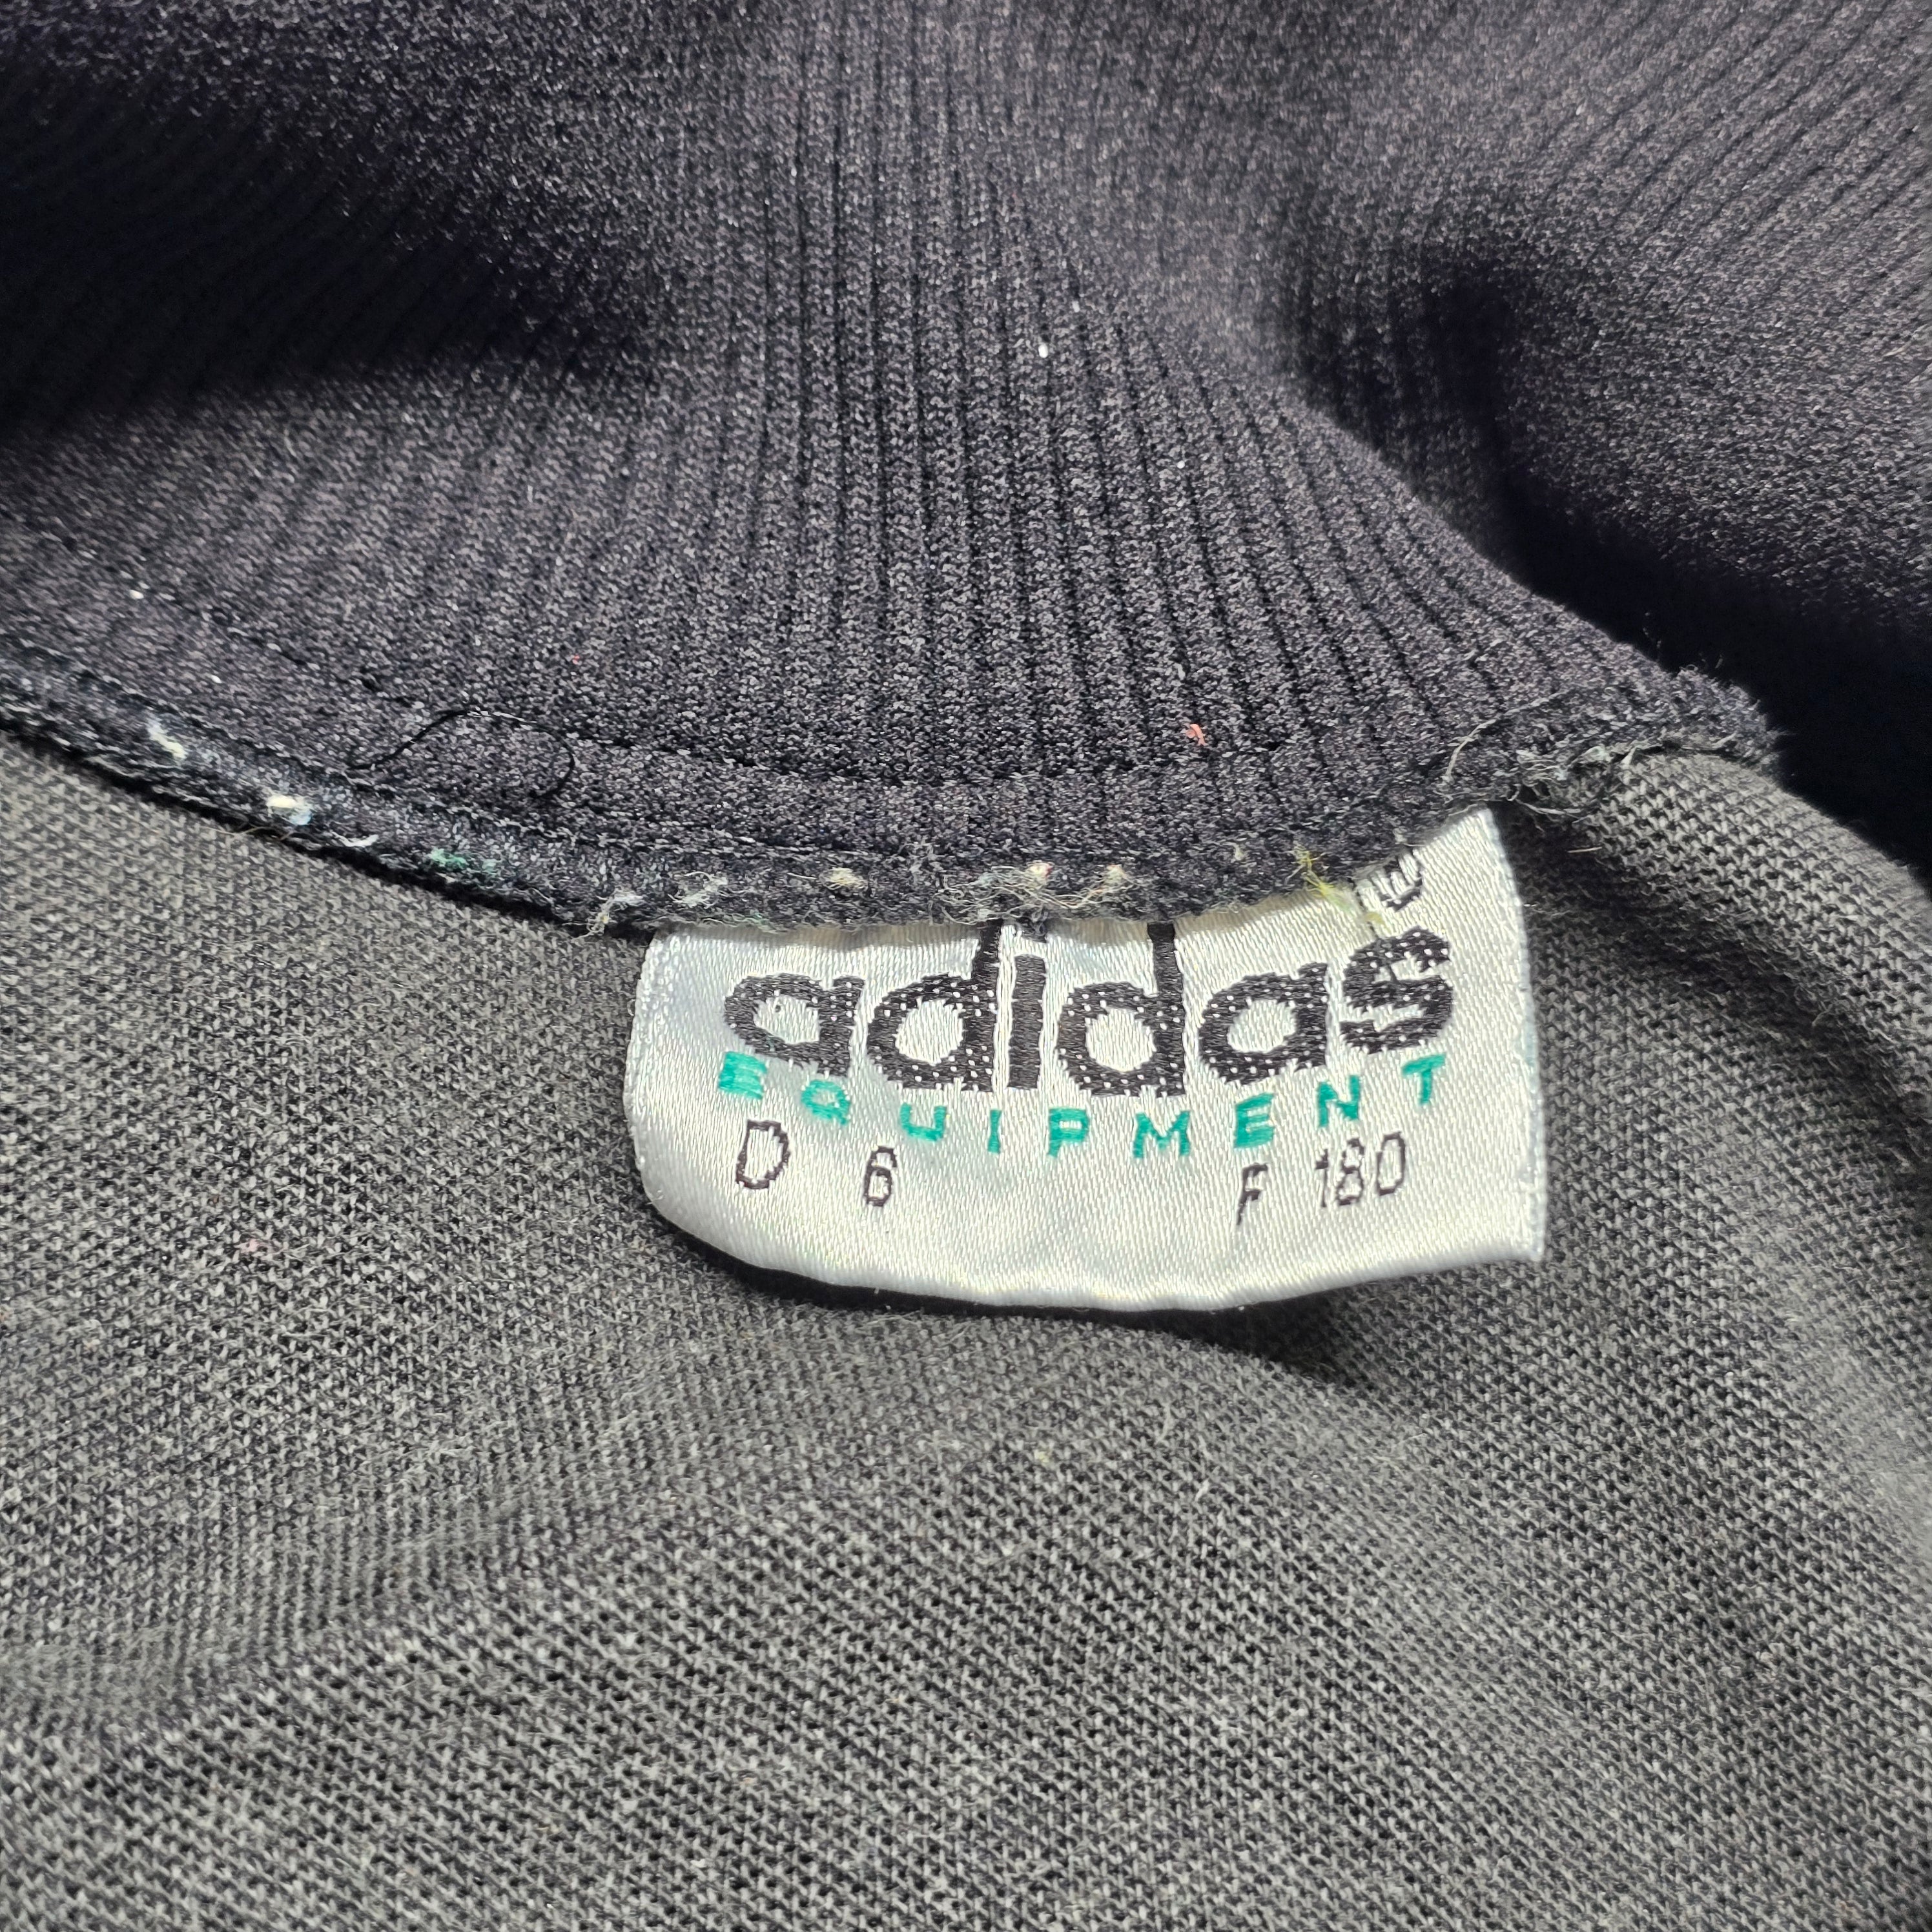 adidas
EQUIPMENT
D 6 F 180